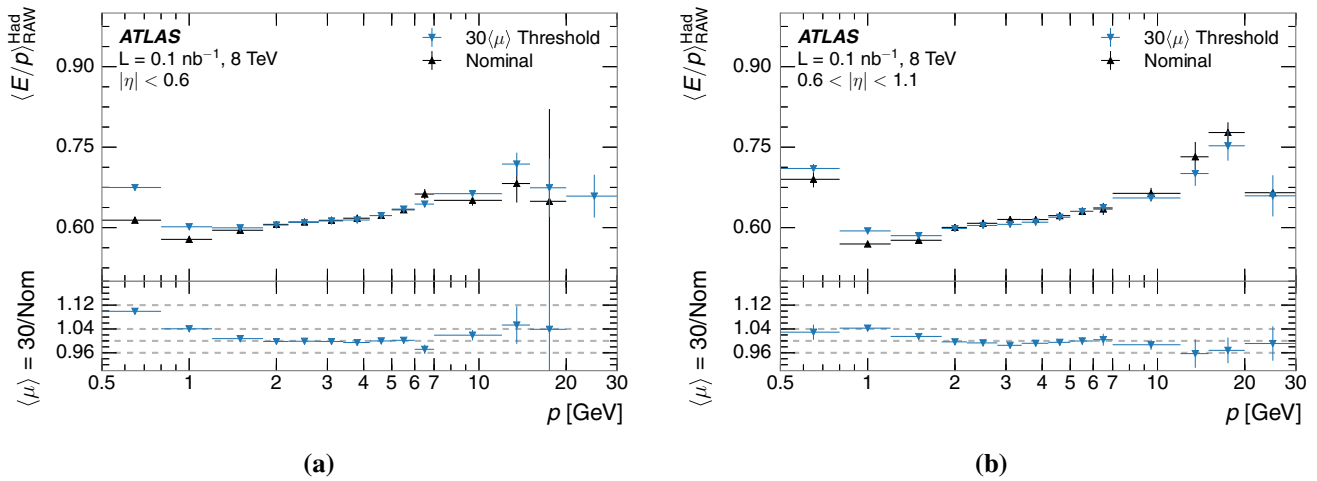 ⟨E/p⟩ Had RAW
ATLAS
L = 0.1 nb⁻¹, 8 TeV
|η| < 0.6
30⟨μ⟩ Threshold
Nominal
0.90
0.75
0.60
⟨μ⟩ = 30/Nom
1.12
1.04
0.96
0.5 1 2 3 4 5 6 7 10 20 30
p [GeV]
(a)
⟨E/p⟩ Had RAW
ATLAS
L = 0.1 nb⁻¹, 8 TeV
0.6 < |η| < 1.1
30⟨μ⟩ Threshold
Nominal
0.90
0.75
0.60
⟨μ⟩ = 30/Nom
1.12
1.04
0.96
0.5 1 2 3 4 5 6 7 10 20 30
p [GeV]
(b)